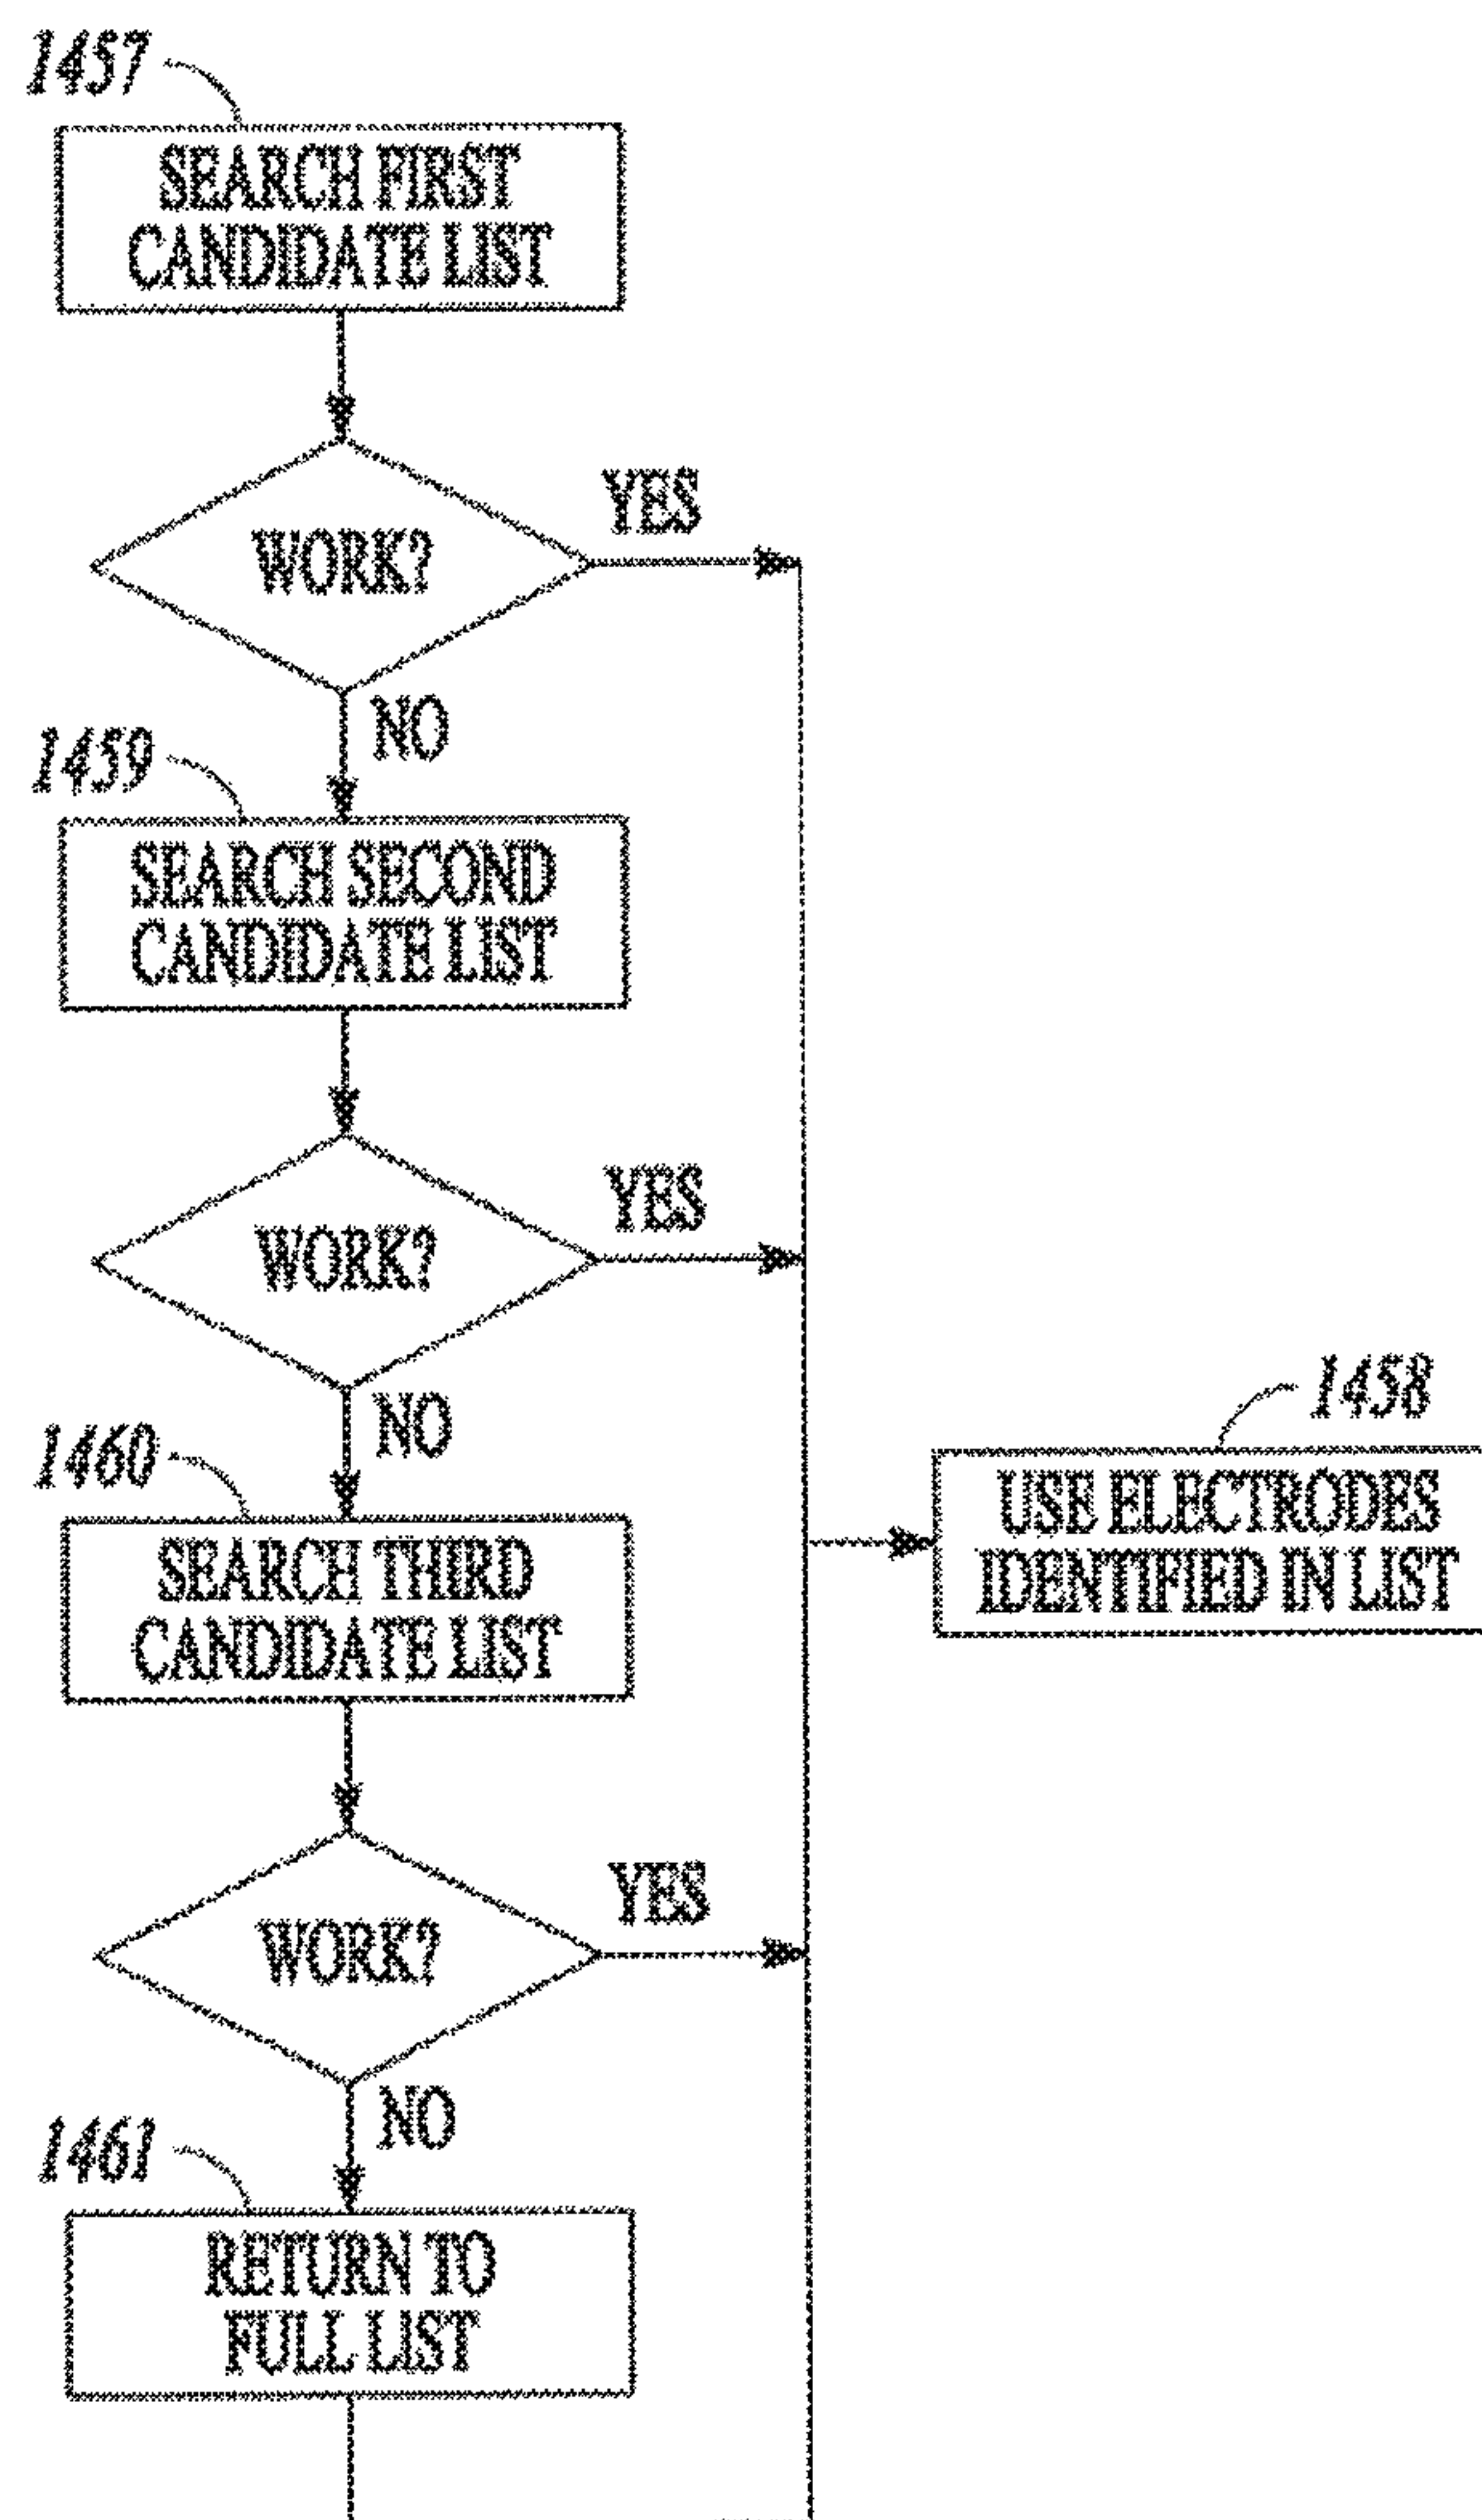 1457
SEARCH FIRST
CANDIDATE LIST
WORK?
YES
NO
1459
SEARCH SECOND
CANDIDATE LIST
WORK?
YES
NO
1458
USE ELECTRODES
IDENTIFIED IN LIST
1460
SEARCH THIRD
CANDIDATE LIST
WORK?
YES
NO
1461
RETURN TO
FULL LIST